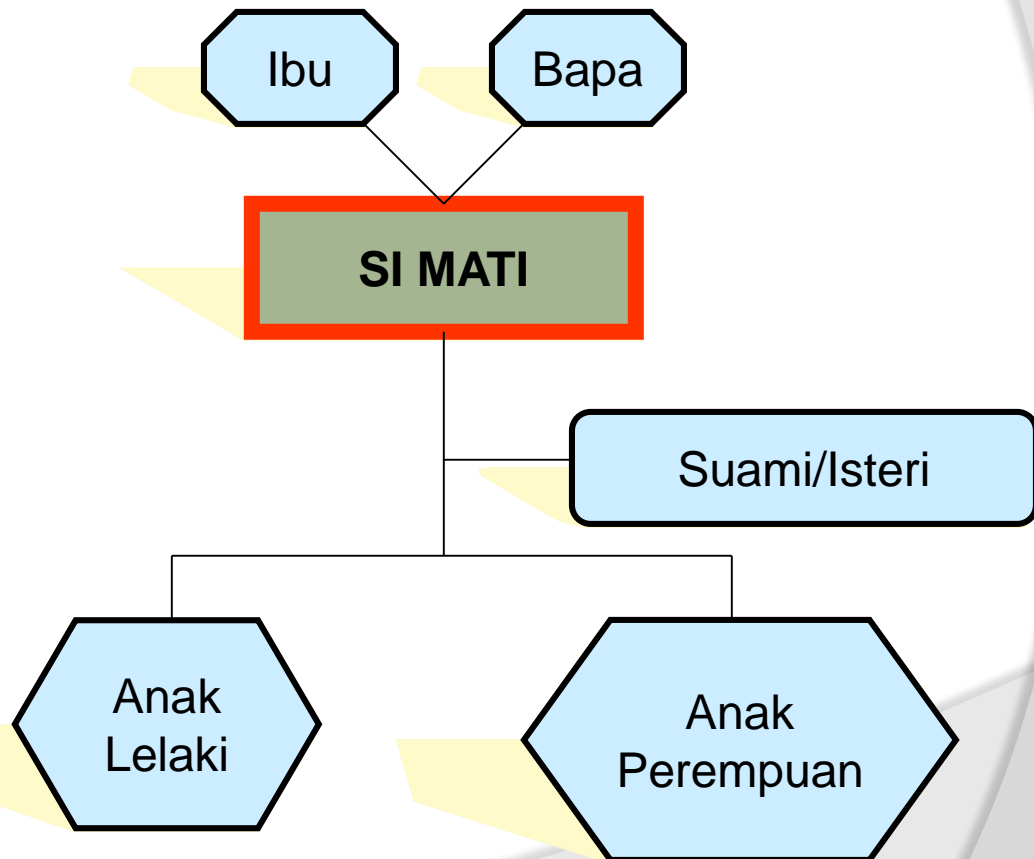 Ibu
Bapa
SI MATI
Suami/Isteri
Anak
Lelaki
Anak
Perempuan